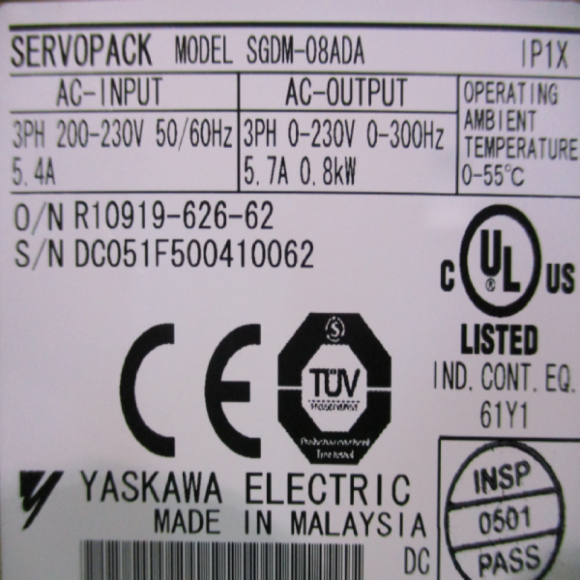 SERVOPACK MODEL SGDM-08ADA IP1X
AC-INPUT
3PH 200-230V 50/60Hz
5.4A
AC-OUTPUT
3PH 0-230V 0-300Hz
5.7A 0.8kW
OPERATING
AMBIENT
TEMPERATURE
0-55℃
O/N R10919-626-62
S/N DC051F500410062
C UL ® US
LISTED
IND. CONT. EQ.
61Y1
CE
S
TÜV
YASKAWA ELECTRIC
MADE IN MALAYSIA
DC
INSP
0501
PASS